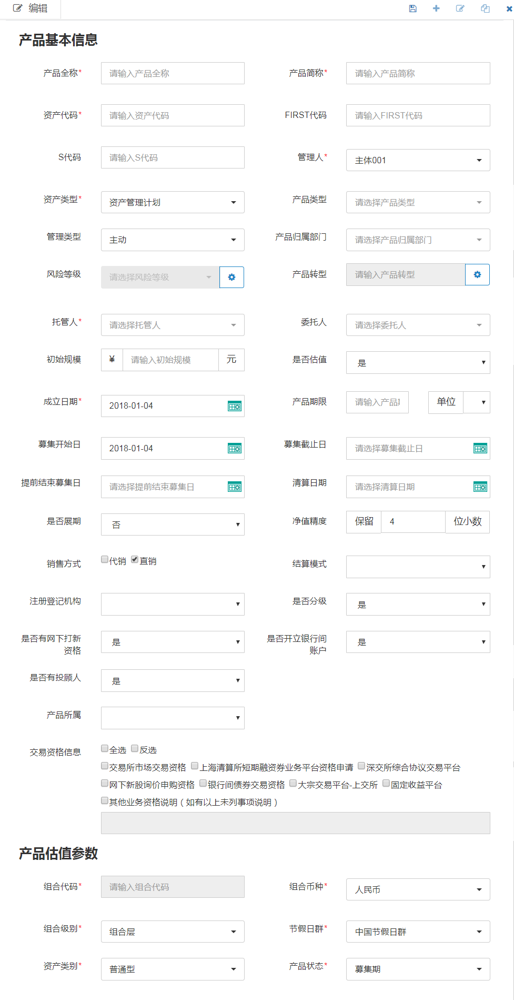 编辑
产品基本信息
产品全称* 请输入产品全称 产品简称* 请输入产品简称
资产代码* 请输入资产代码 FIRST代码 请输入FIRST代码
S代码 请输入S代码 管理人* 主体001
资产类型* 资产管理计划 产品类型 请选择产品类型
管理类型 主动 产品归属部门 请选择产品归属部门
风险等级 请选择风险等级 产品转型 请输入产品转型
托管人* 请选择托管人 委托人 请选择委托人
初始规模 ¥ 请输入初始规模 元 是否估值 是
成立日期* 2018-01-04 产品期限 请输入产品 单位
募集开始日 2018-01-04 募集截止日 请选择募集截止日
提前结束募集日 请选择提前结束募集日 清算日期 请选择清算日期
是否展期 否 净值精度 保留 4 位小数
销售方式 代销 直销 结算模式
注册登记机构 是否分级 是
是否有网下打新 是 是否开立银行间 是
资格 账户
是否有投顾人 是
产品所属
交易资格信息 全选 反选
交易所市场交易资格 上海清算所短期融资券业务平台资格申请 深交所综合协议交易平台
网下新股询价申购资格 银行间债券交易资格 大宗交易平台-上交所 固定收益平台
其他业务资格说明（如有以上未列事项说明）
产品估值参数
组合代码* 请输入组合代码 组合币种* 人民币
组合级别* 组合层 节假日群* 中国节假日群
资产类别* 普通型 产品状态* 募集期